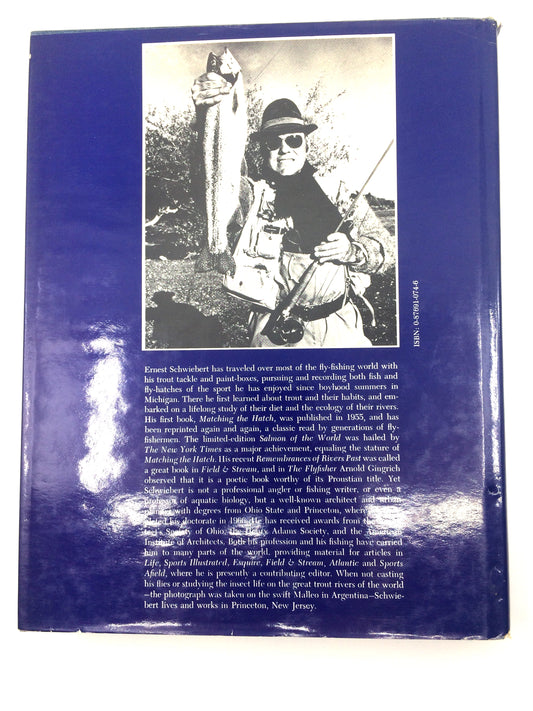 ISBN: 0-87691-074-6
Ernest Schwiebert has traveled over most of the fly-fishing world with
his trout tackle and paint-boxes, pursuing and recording both fish and
fly-hatches of the sport he has enjoyed since boyhood summers in
Michigan. There he first learned about trout and their habits, and em-
barked on a lifelong study of their diet and the ecology of their rivers.
His first book, Matching the Hatch, was published in 1955, and has
been reprinted again and again, a classic read by generations of fly-
fishermen. The limited-edition Salmon of the World was hailed by
The New York Times as a major achievement, equaling the stature of
Matching the Hatch. His recent Remembrances of Rivers Past was called
a great book in Field & Stream, and in The Flyfisher Arnold Gingrich
observed that it is a poetic book worthy of its Proustian title. Yet
Schwiebert is not a professional angler or fishing writer, or even a
of aquatic biology, but a well-known architect and
with degrees from Ohio State and Princeton, where
his doctorate in 1966. He has received awards from the
Society of Ohio, the Henry Adams Society, and the American
Institute of Architects. Both his profession and his fishing have carried
him to many parts of the world, providing material for articles in
Life, Sports Illustrated, Esquire, Field & Stream, Atlantic and Sports
Afield, where he is presently a contributing editor. When not casting
his flies or studying the insect life on the great trout rivers of the world
—the photograph was taken on the swift Malleo in Argentina—Schwie-
bert lives and works in Princeton, New Jersey.